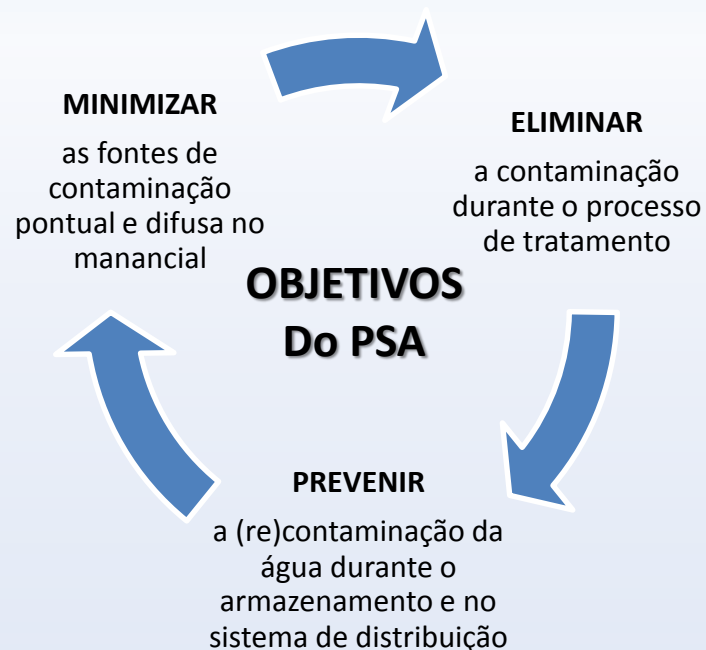 MINIMIZAR
as fontes de
contaminação
pontual e difusa no
manancial
ELIMINAR
a contaminação
durante o processo
de tratamento
OBJETIVOS
Do PSA
PREVENIR
a (re)contaminação da
água durante o
armazenamento e no
sistema de distribuição